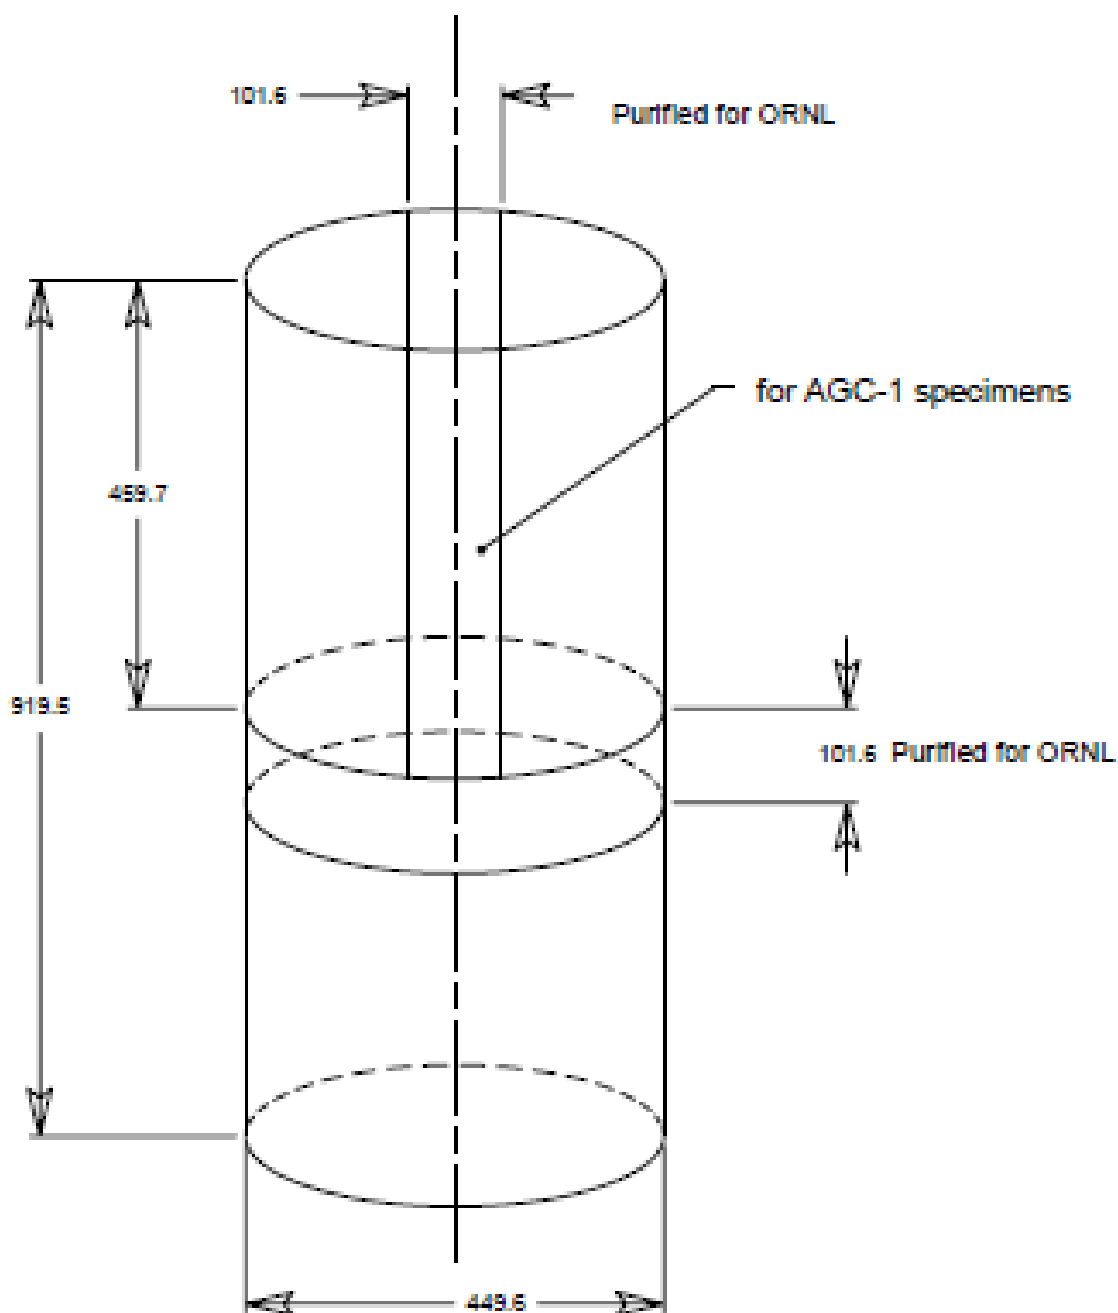 101.6
Purified for ORNL
for AGC-1 specimens
459.7
919.5
101.6 Purified for ORNL
449.6